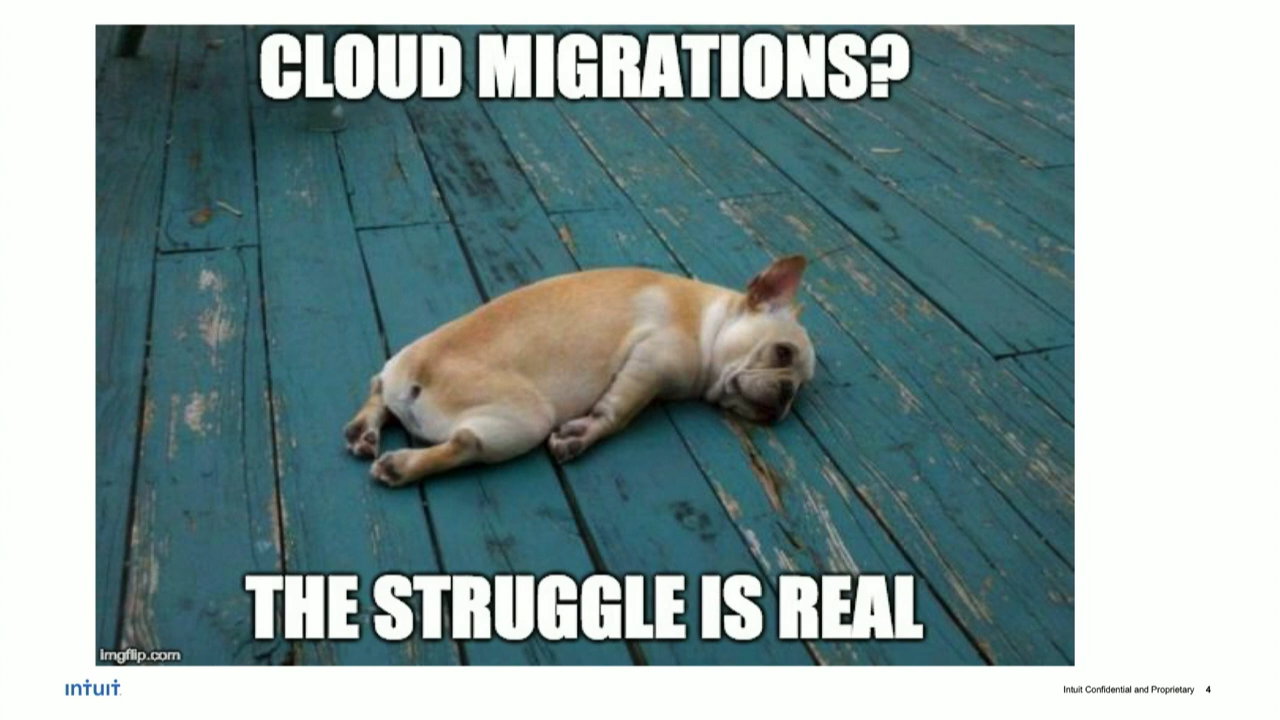 CLOUD MIGRATIONS?
THE STRUGGLE IS REAL
imgflip.com
intuit
Intuit Confidential and Proprietary 4